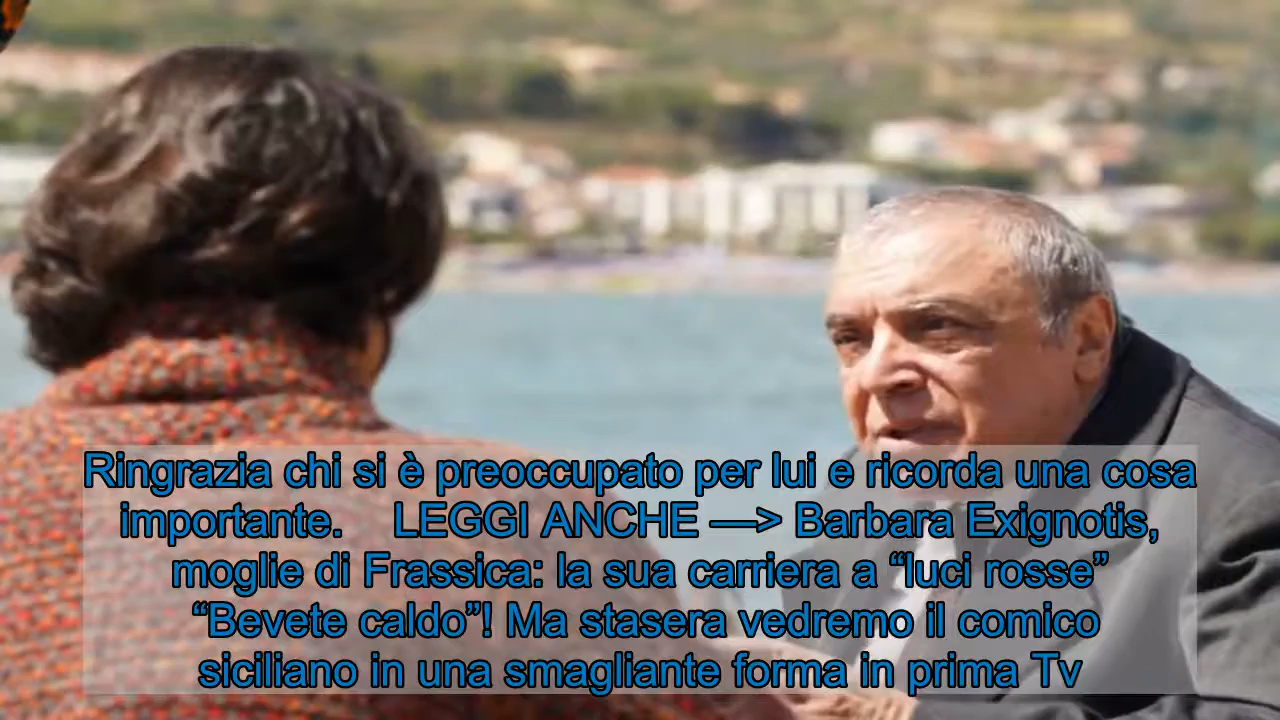 Ringrazia chi si è preoccupato per lui e ricorda una cosa
importante. LEGGI ANCHE —> Barbara Exignotis,
moglie di Frassica: la sua carriera a “luci rosse”
“Bevete caldo”! Ma stasera vedremo il comico
siciliano in una smagliante forma in prima Tv